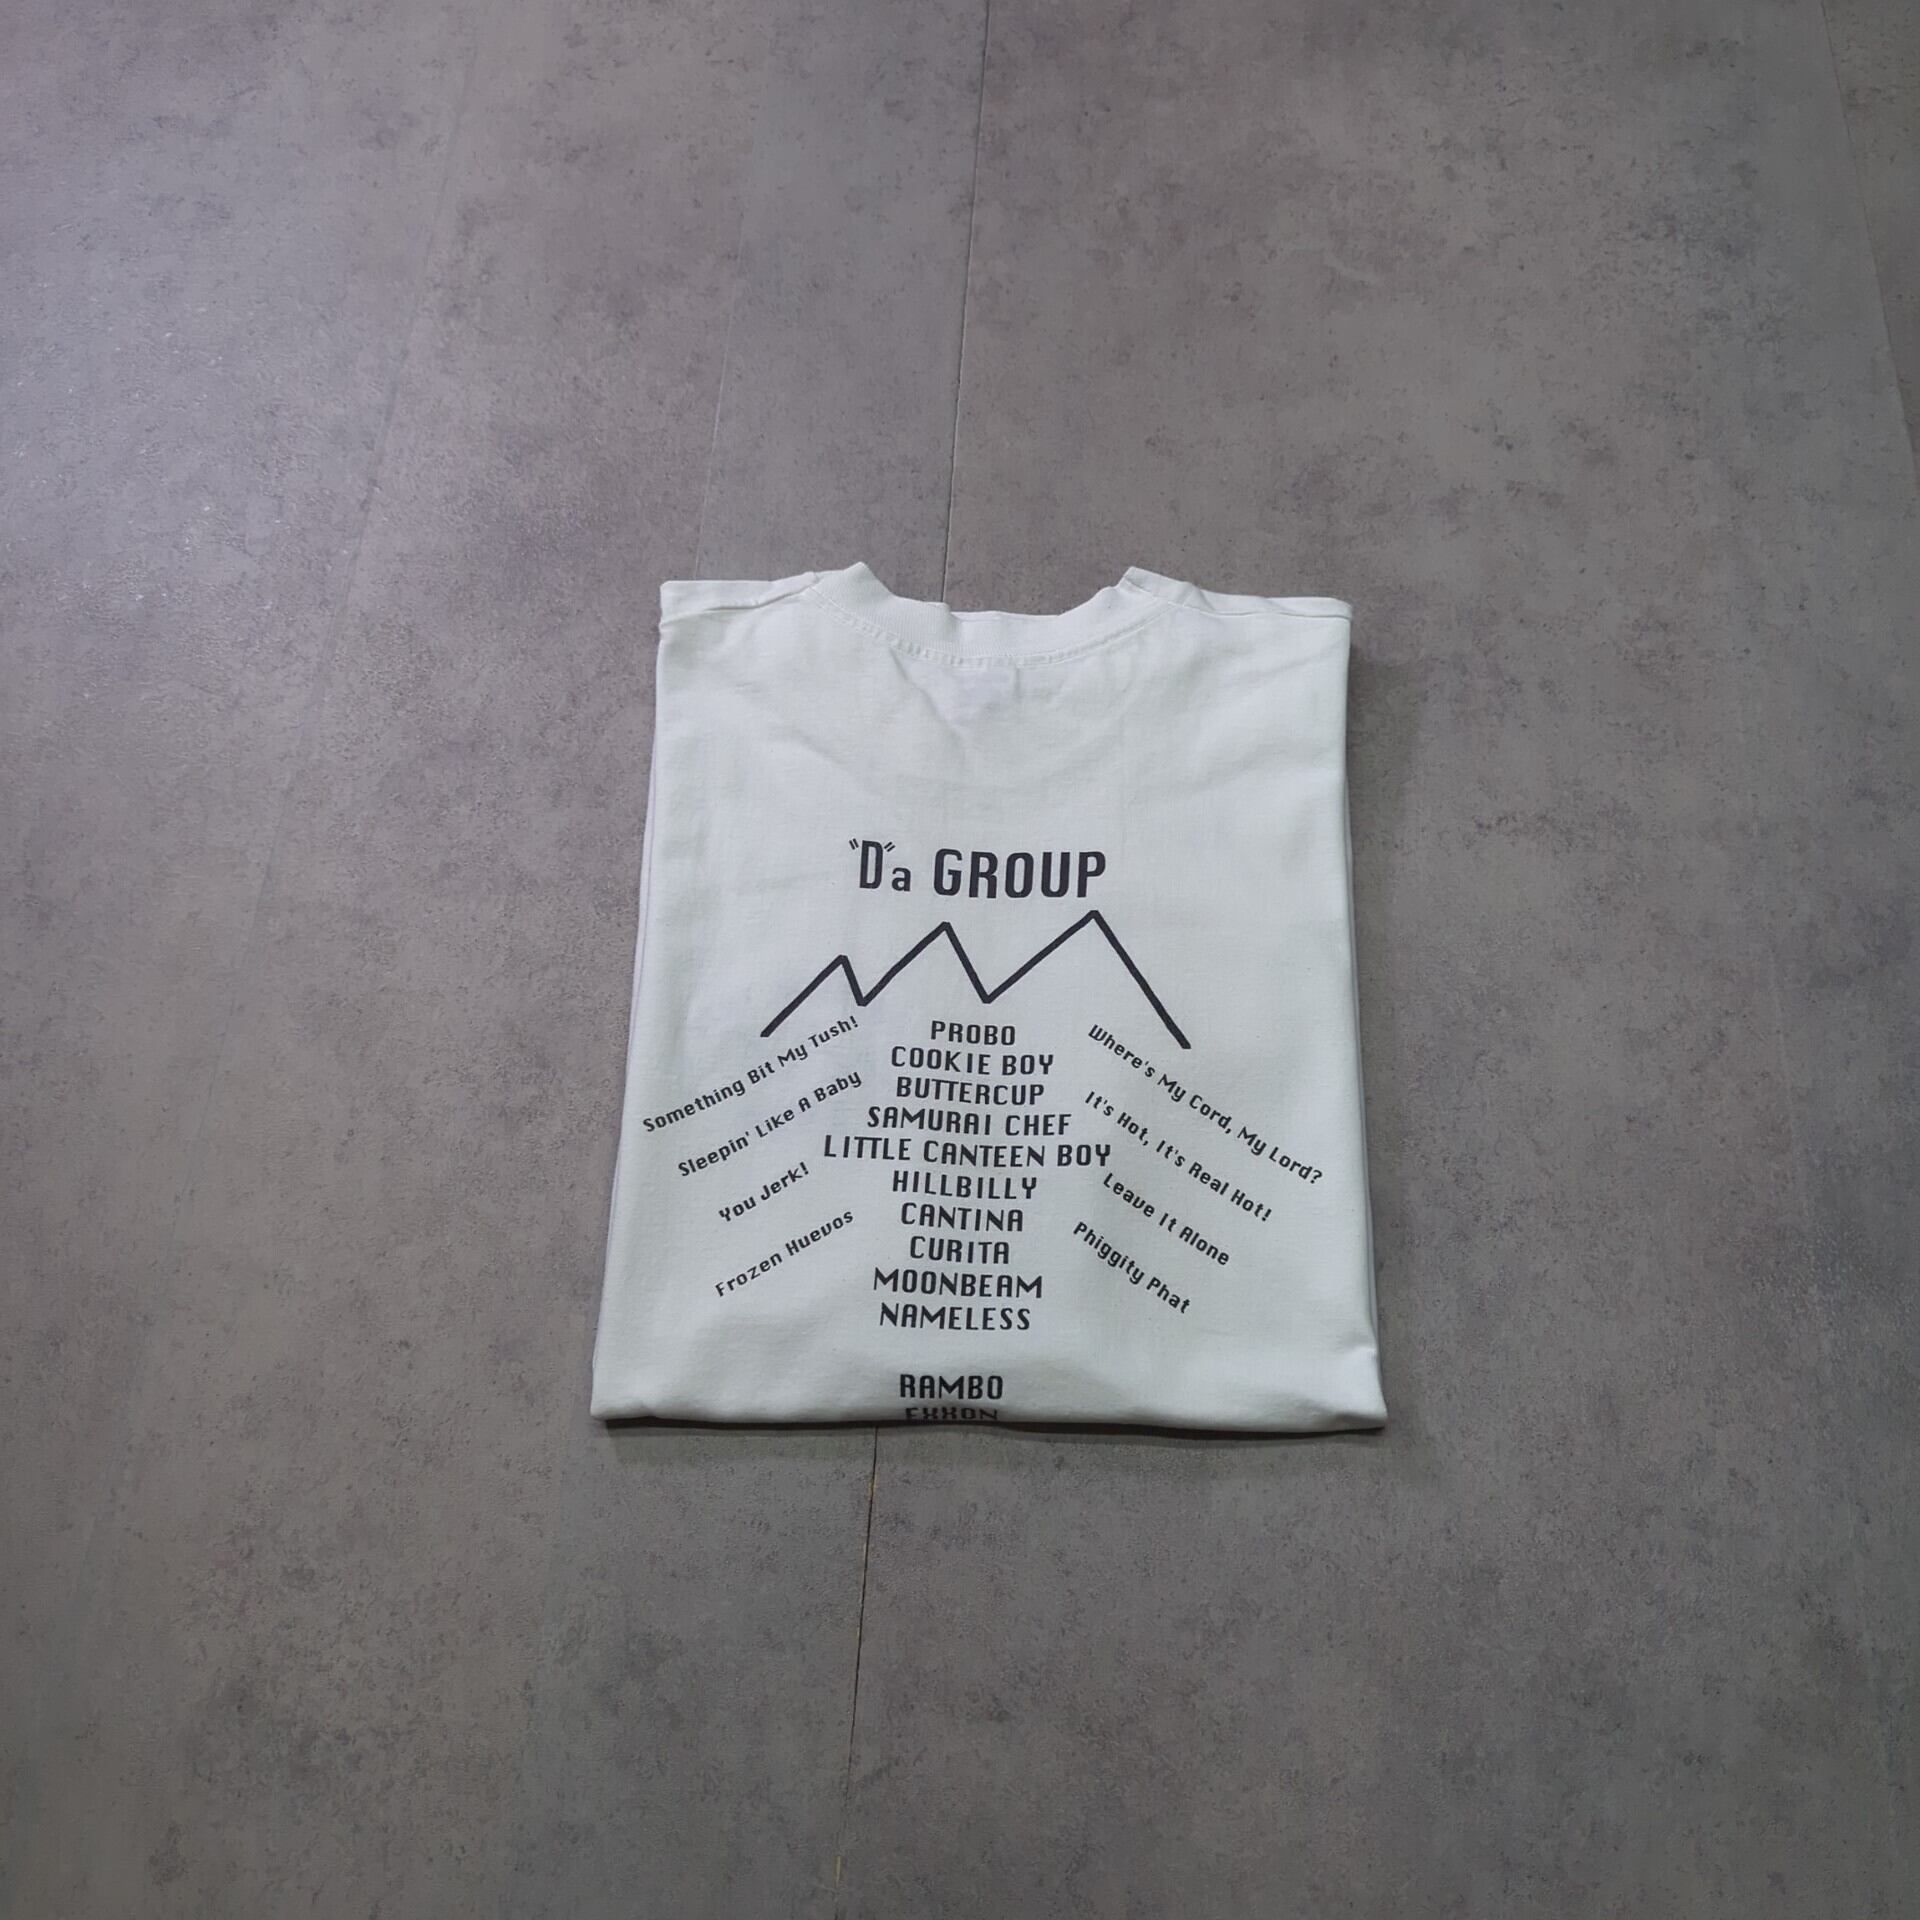 "D"a GROUP
Something Bit My Tush!
Sleepin' Like A Baby
You Jerk!
Frozen Huevos
PROBO
COOKIE BOY
BUTTERCUP
SAMURAI CHEF
LITTLE CANTEEN BOY
HILLBILLY
CANTINA
CURITA
MOONBEAM
NAMELESS
RAMBO
EXXON
Where's My Cord, My Lord?
It's Hot, It's Real Hot!
Leave It Alone
Phiggity Phat